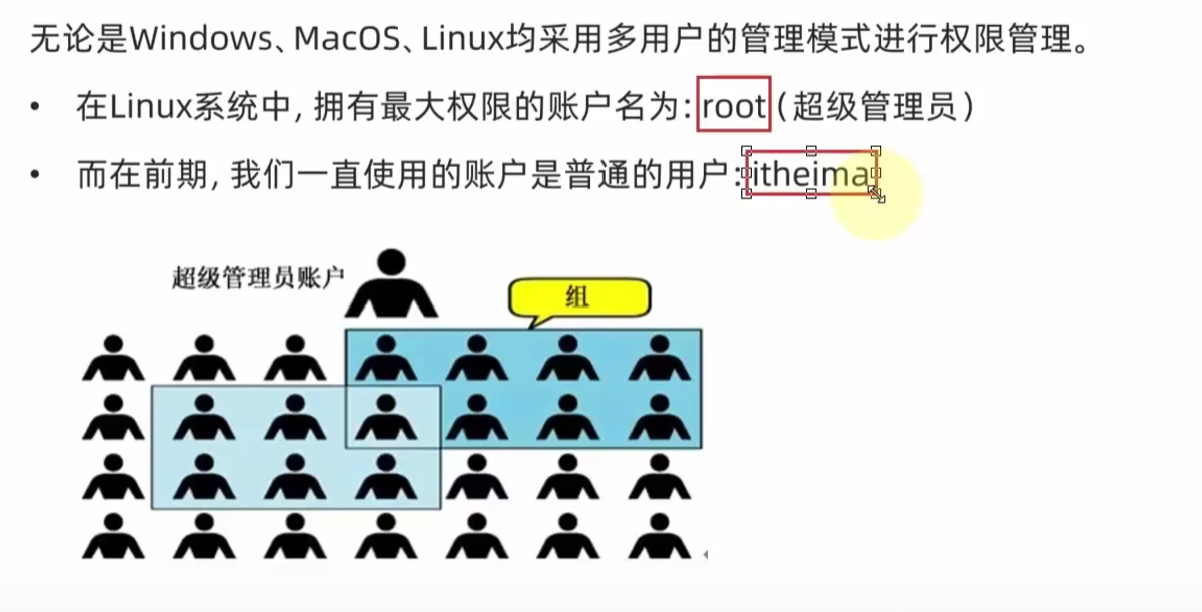 无论是Windows、MacOS、Linux均采用多用户的管理模式进行权限管理。
• 在Linux系统中, 拥有最大权限的账户名为: root (超级管理员)
• 而在前期, 我们一直使用的账户是普通的用户: itheima
超级管理员账户
组